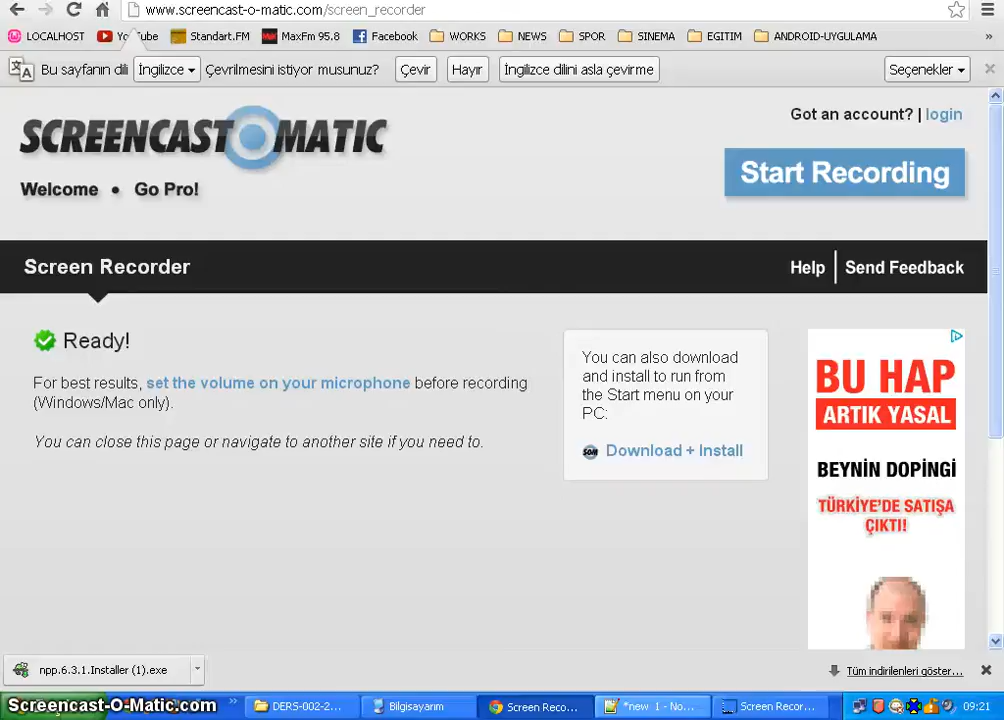 www.screencast-o-matic.com/screen_recorder
LOCALHOST
Standart.FM
MaxFm 95.8
Facebook
WORKS
NEWS
SPOR
SINEMA
EGITIM
ANDROID-UYGULAMA
»
Bu sayfanın dili
İngilizce
Çevrilmesini istiyor musunuz?
Çevir
Hayır
İngilizce dilini asla çevirme
Seçenekler
SCREENCAST MATIC
Got an account? | login
Welcome • Go Pro!
Start Recording
Screen Recorder
Help
Send Feedback
Ready!
For best results, set the volume on your microphone before recording
(Windows/Mac only).
You can close this page or navigate to another site if you need to.
You can also download
and install to run from
the Start menu on your
PC:
SOM
Download + Install
BU HAP
ARTIK YASAL
BEYNİN DOPİNGİ
TÜRKİYE'DE SATIŞA
ÇIKTI!
npp.6.3.1.Installer (1).exe
Tüm indirilenleri göster...
Screencast-O-Matic.com
»
DERS-002-2...
Bilgisayarım
Screen Reco...
*new 1 - No...
Screen Recor...
09:21